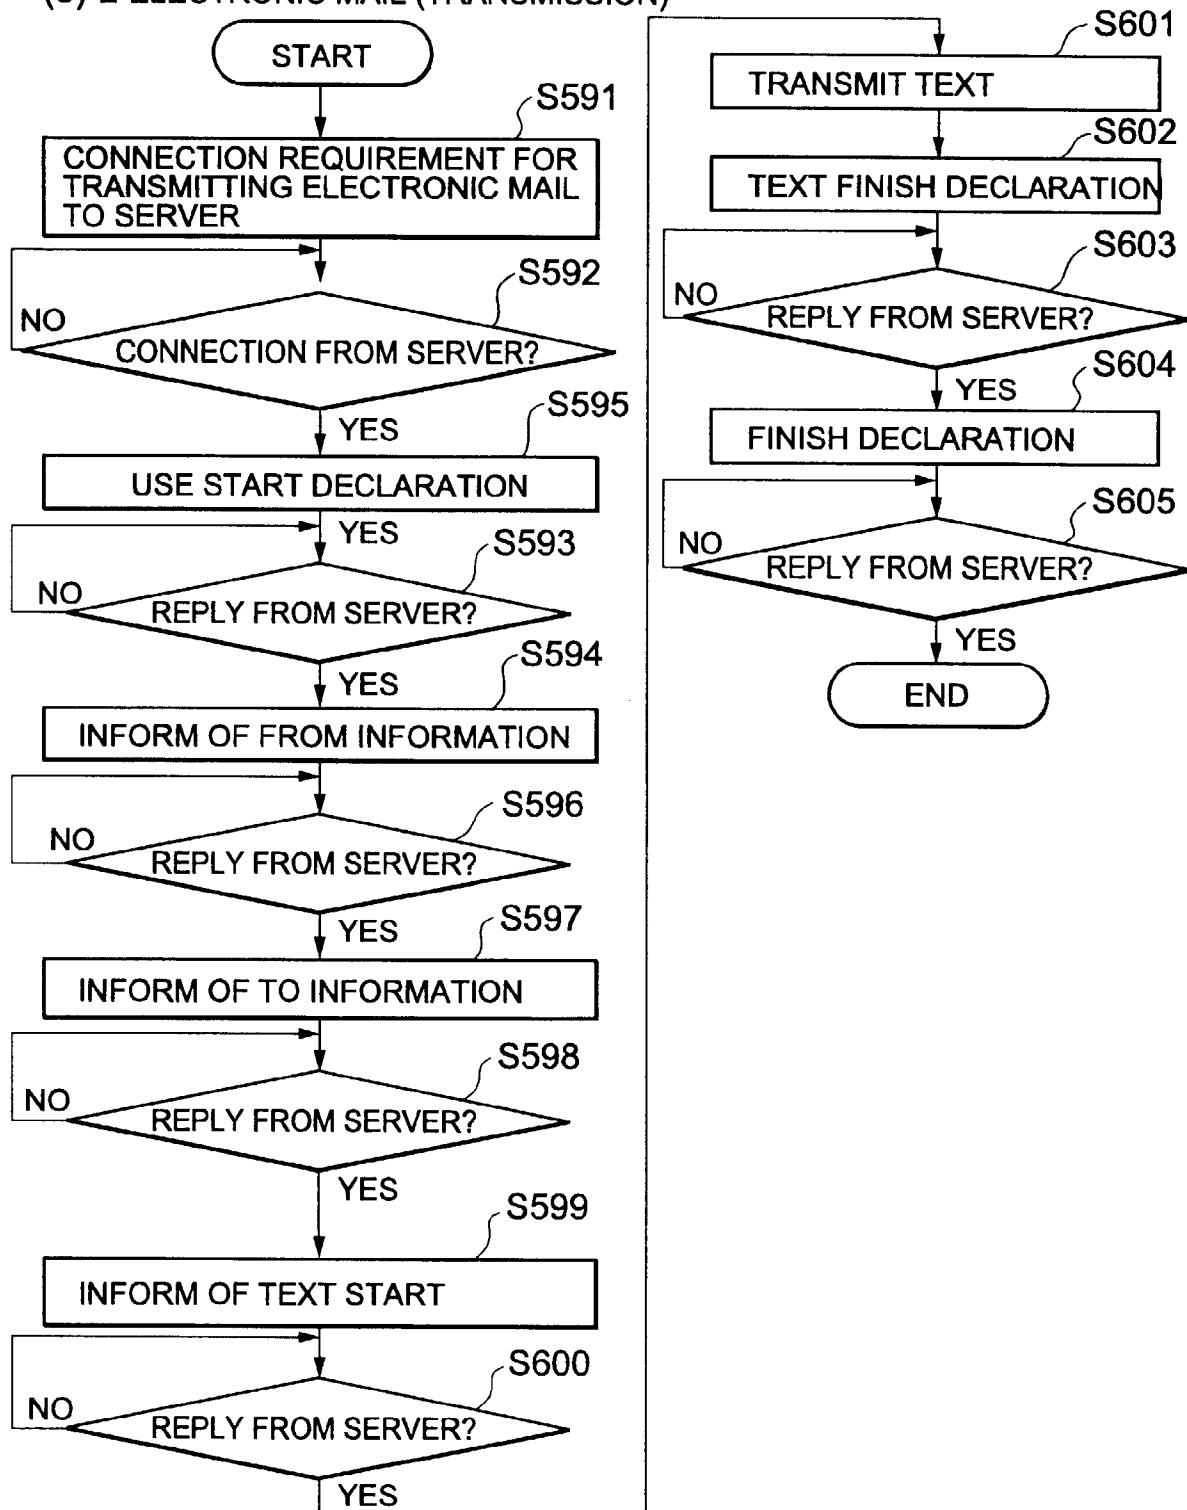 ELECTRONIC MAIL (TRANSMISSION)
START
S591
CONNECTION REQUIREMENT FOR
TRANSMITTING ELECTRONIC MAIL
TO SERVER
S592
NO
CONNECTION FROM SERVER?
YES
S595
USE START DECLARATION
YES
S593
NO
REPLY FROM SERVER?
YES
S594
INFORM OF FROM INFORMATION
S596
NO
REPLY FROM SERVER?
YES
S597
INFORM OF TO INFORMATION
S598
NO
REPLY FROM SERVER?
YES
S599
INFORM OF TEXT START
S600
NO
REPLY FROM SERVER?
YES
S601
TRANSMIT TEXT
S602
TEXT FINISH DECLARATION
S603
NO
REPLY FROM SERVER?
YES
S604
FINISH DECLARATION
S605
NO
REPLY FROM SERVER?
YES
END